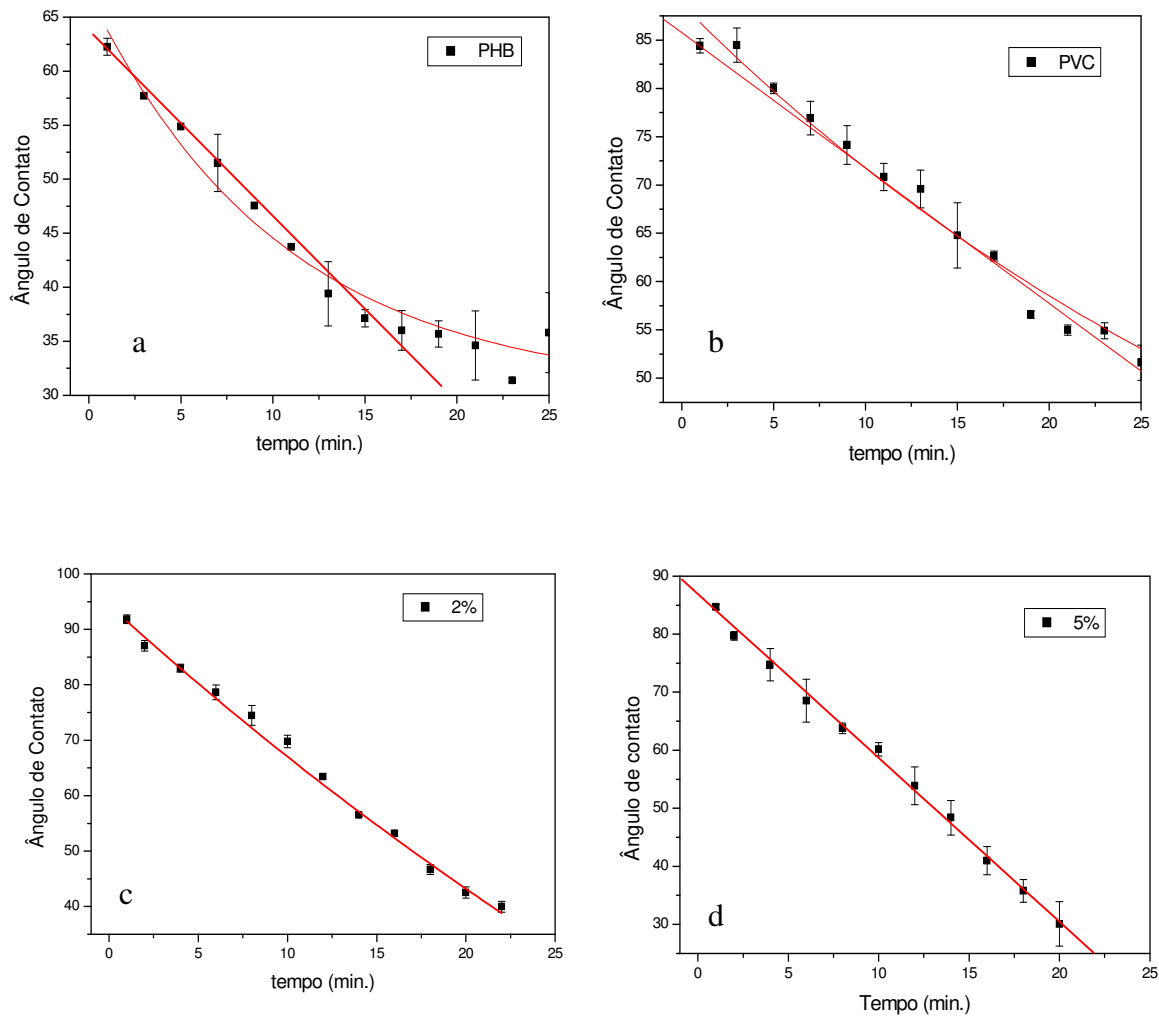 65
60
55
50
45
40
35
30
Ângulo de Contato
PHB
a
0 5 10 15 20 25
tempo (min.)
85
80
75
70
65
60
55
50
Ângulo de Contato
PVC
b
0 5 10 15 20 25
tempo (min.)
100
90
80
70
60
50
40
Ângulo de Contato
2%
c
0 5 10 15 20 25
tempo (min.)
90
80
70
60
50
40
30
Ângulo de contato
5%
d
0 5 10 15 20 25
Tempo (min.)